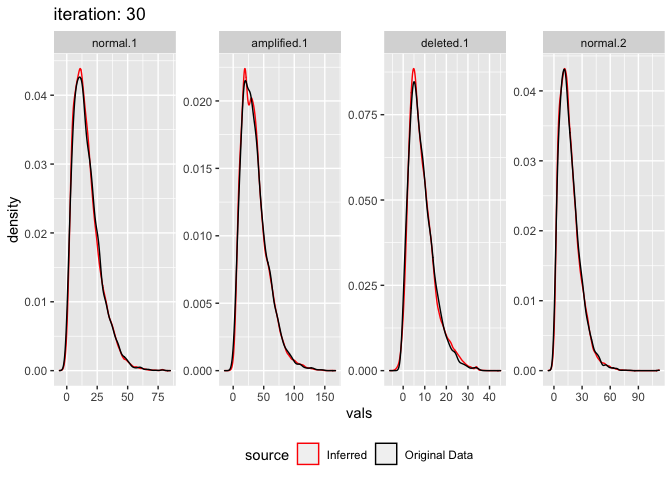 iteration: 30
normal.1
amplified.1
deleted.1
normal.2
density
0.04
0.03
0.02
0.01
0.00
0.020
0.015
0.010
0.005
0.000
0.075
0.050
0.025
0.000
0.04
0.03
0.02
0.01
0.00
0 25 50 75
0 50 100 150
0 10 20 30 40
0 30 60 90
vals
source Inferred Original Data